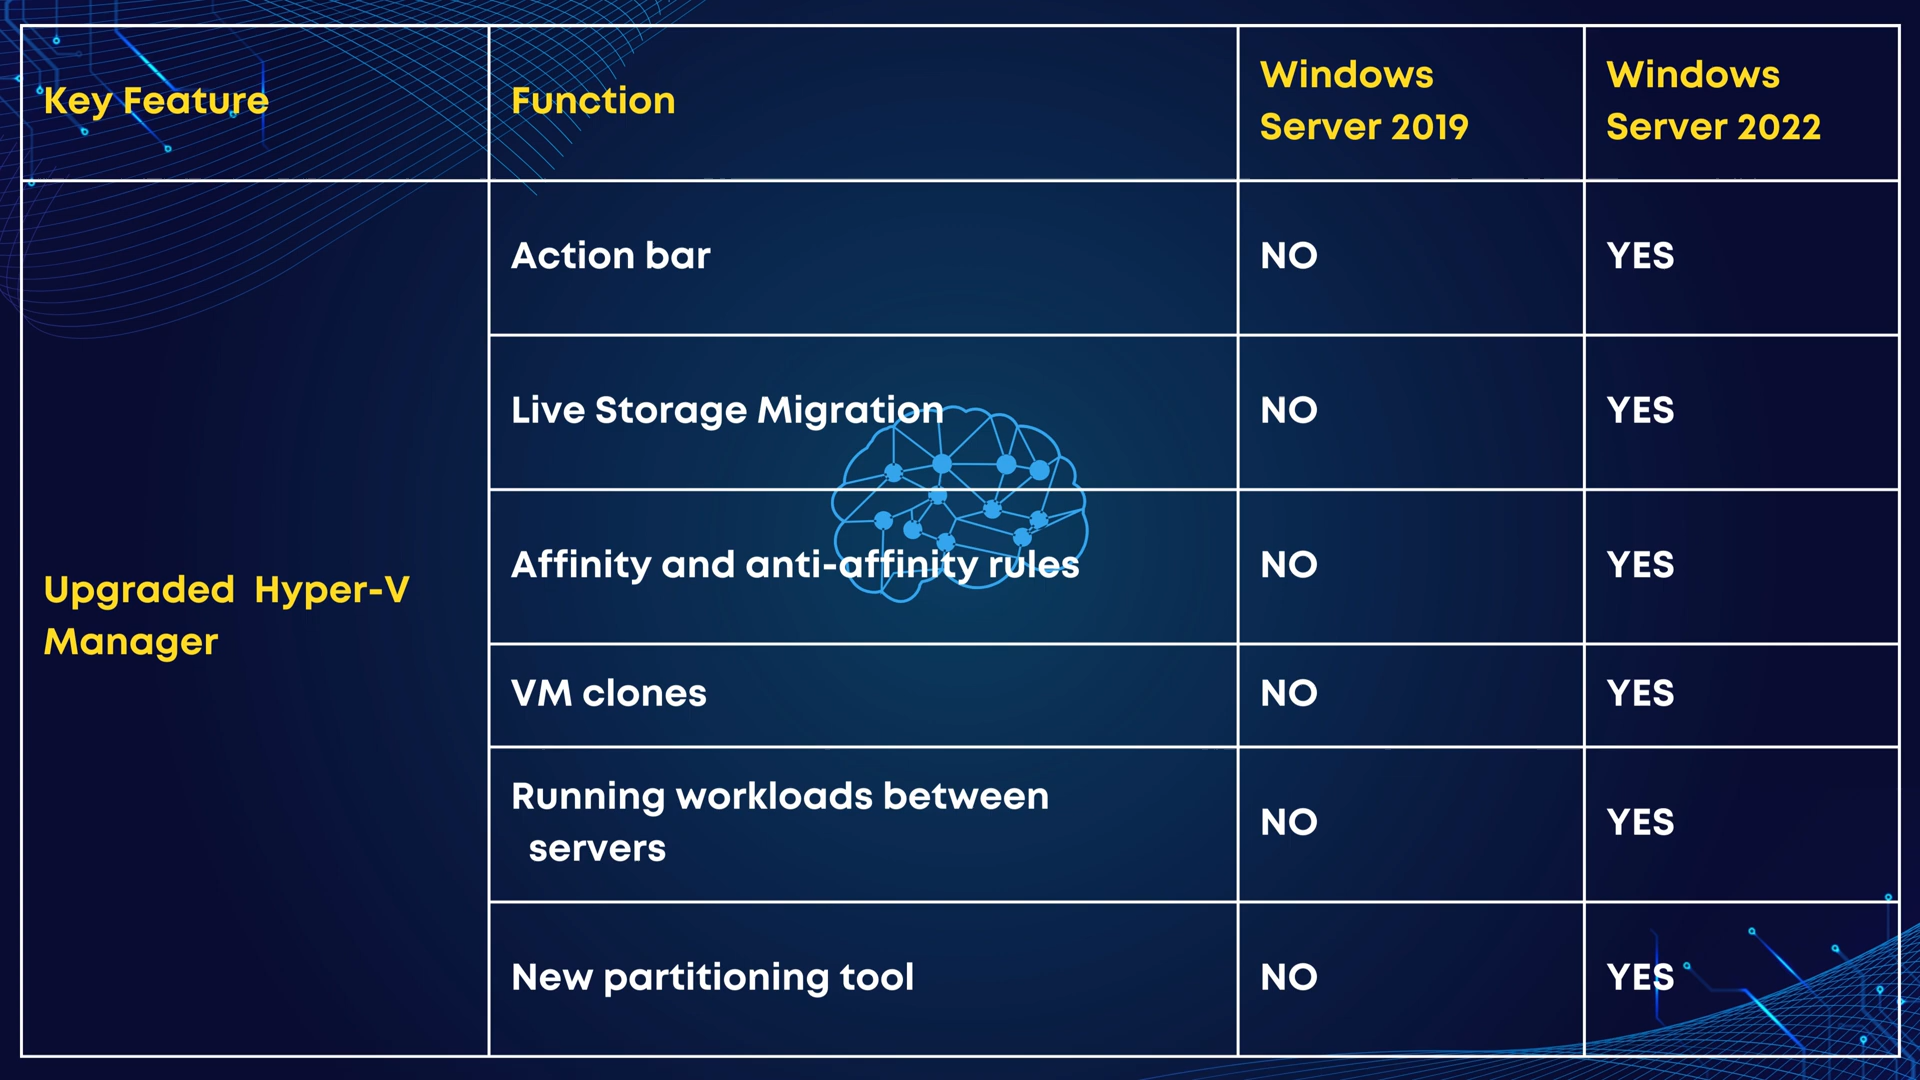 Key Feature
Function
Windows
Server 2019
Windows
Server 2022
Upgraded  Hyper-V
Manager
Action bar
NO
YES
Live Storage Migration
NO
YES
Affinity and anti-affinity rules
NO
YES
VM clones
NO
YES
Running workloads between
servers
NO
YES
New partitioning tool
NO
YES